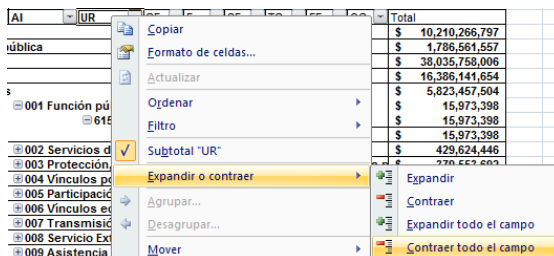 AI UR Total
$ 10,210,266,797
ública $ 1,786,561,557
$ 38,035,758,006
$ 16,386,141,654
s $ 5,823,457,504
001 Función pú $ 15,973,398
615 $ 15,973,398
$ 15,973,398
002 Servicios d $ 429,624,446
003 Protección,
004 Vínculos po
005 Participació
006 Vínculos ec
007 Transmisió
008 Servicio Ext
009 Asistencia
Copiar
Formato de celdas...
Actualizar
Ordenar
Filtro
Subtotal "UR"
Expandir o contraer
Agrupar...
Desagrupar...
Mover
Expandir
Contraer
Expandir todo el campo
Contraer todo el campo